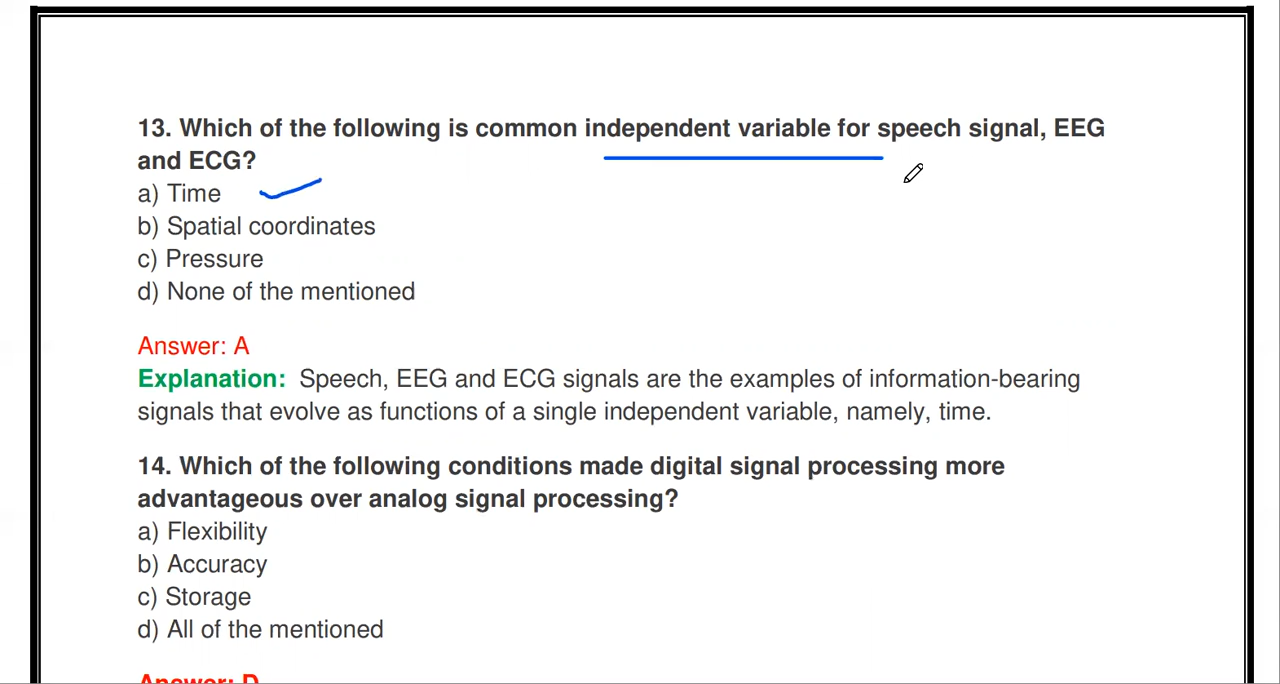 13. Which of the following is common independent variable for speech signal, EEG
and ECG?
a) Time
b) Spatial coordinates
c) Pressure
d) None of the mentioned
Answer: A
Explanation: Speech, EEG and ECG signals are the examples of information-bearing
signals that evolve as functions of a single independent variable, namely, time.
14. Which of the following conditions made digital signal processing more
advantageous over analog signal processing?
a) Flexibility
b) Accuracy
c) Storage
d) All of the mentioned
Answer: D